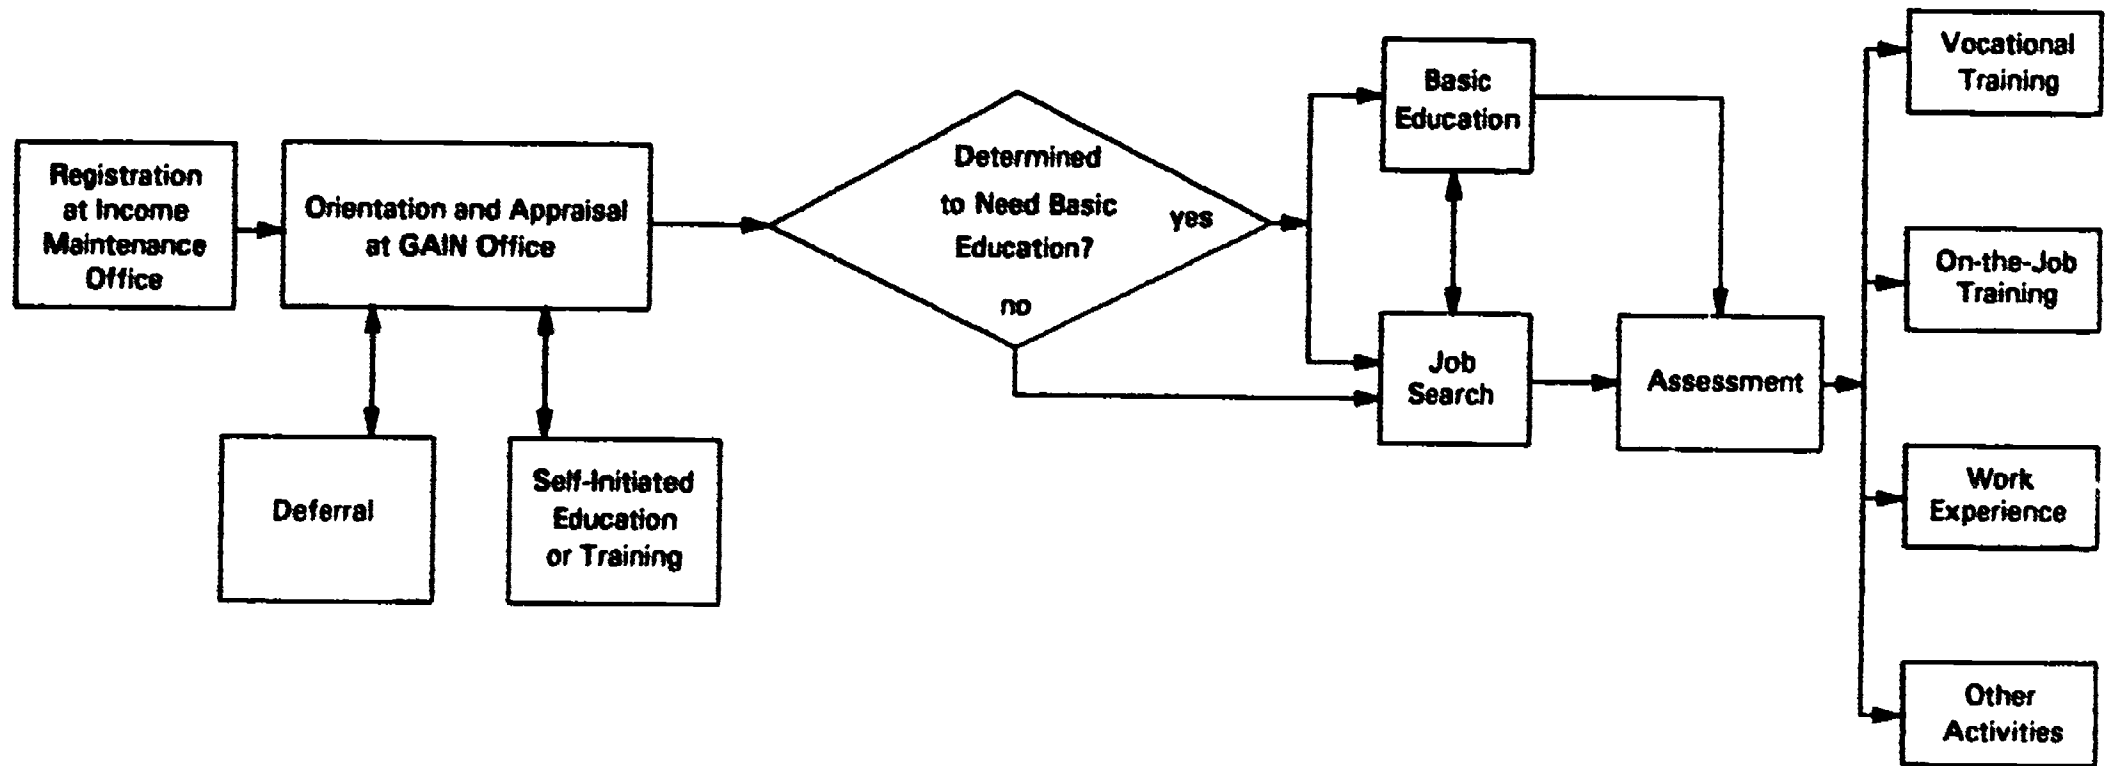 Registration
at Income
Maintenance
Office
Orientation and Appraisal
at GAIN Office
Deferral
Self-Initiated
Education
or Training
Determined
to Need Basic
Education?
yes
no
Basic
Education
Job
Search
Assessment
Vocational
Training
On-the-Job
Training
Work
Experience
Other
Activities